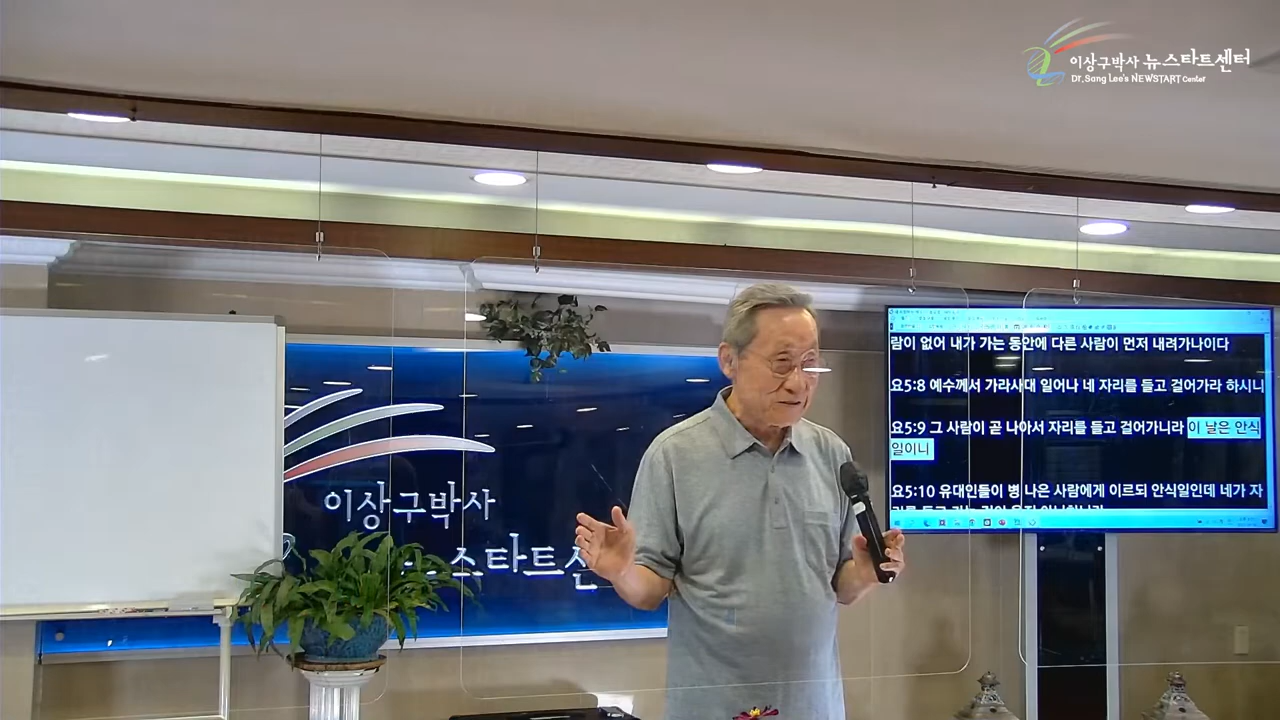 이상구박사 뉴스타트센터
Dr. Sang Lee's NEWSTART Center
람이 없어 내가 가는 동안에 다른 사람이 먼저 내려가나이다
요5:8 예수께서 가라사대 일어나 네 자리를 들고 걸어가라 하시니
요5:9 그 사람이 곧 나아서 자리를 들고 걸어가니라 이 날은 안식
일이니
요5:10 유대인들이 병 나은 사람에게 이르되 안식일인데 네가 자
이상구박사
스타트센